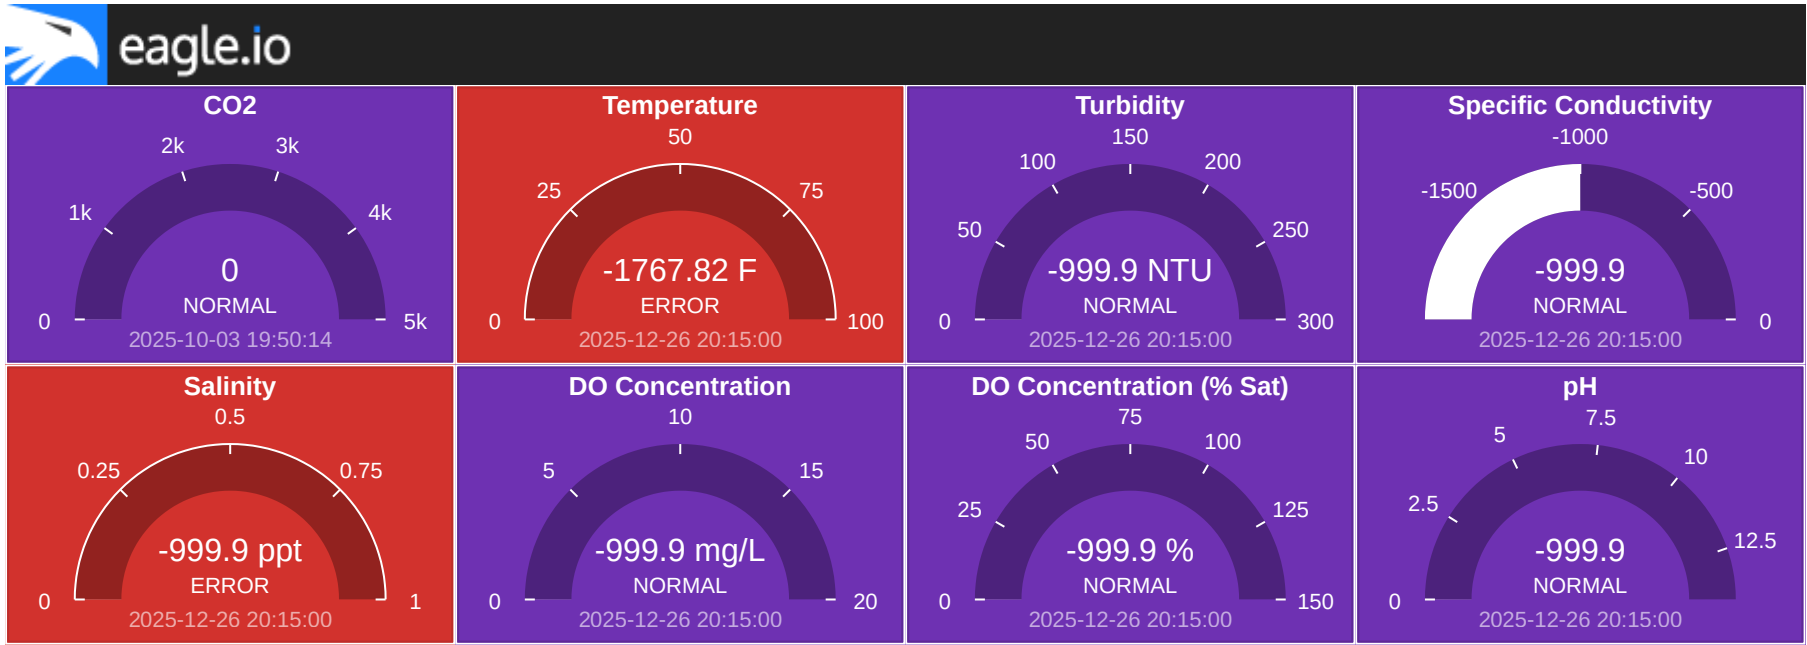 eagle.io
CO2
2k 3k
1k 4k
0
NORMAL
0 5k
2025-10-03 19:50:14
Temperature
50
25 75
-1767.82 F
ERROR
0 100
2025-12-26 20:15:00
Turbidity
150
100 200
50 250
-999.9 NTU
NORMAL
0 300
2025-12-26 20:15:00
Specific Conductivity
-1000
-1500 -500
-999.9
NORMAL
0
2025-12-26 20:15:00
Salinity
0.5
0.25 0.75
-999.9 ppt
ERROR
0 1
2025-12-26 20:15:00
DO Concentration
10
5 15
-999.9 mg/L
NORMAL
0 20
2025-12-26 20:15:00
DO Concentration (% Sat)
75
50 100
25 125
-999.9 %
NORMAL
0 150
2025-12-26 20:15:00
pH
7.5
5 10
2.5 12.5
-999.9
NORMAL
0
2025-12-26 20:15:00